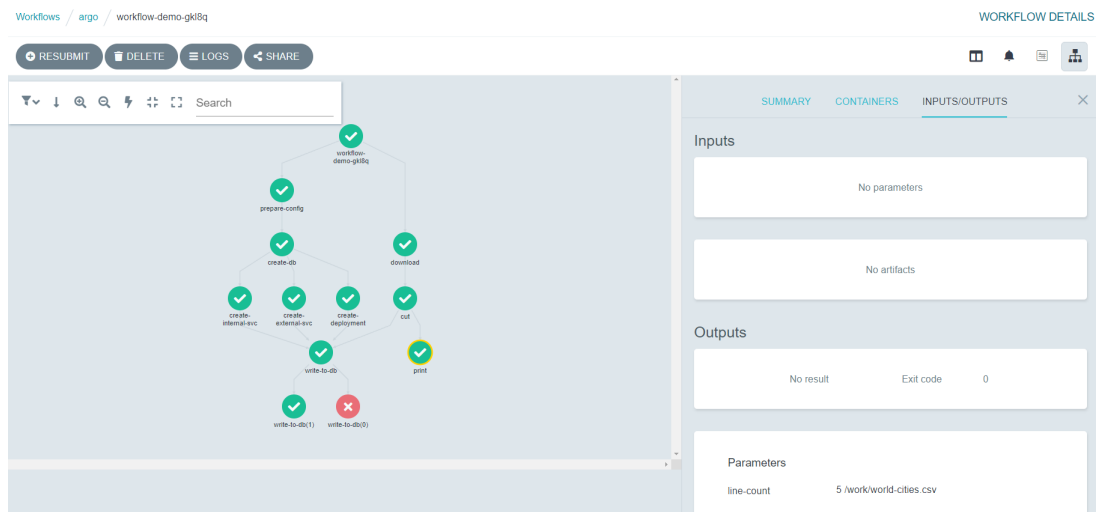 Workflows / argo / workflow-demo-gkl8q
WORKFLOW DETAILS
RESUBMIT DELETE LOGS SHARE
Search
SUMMARY CONTAINERS INPUTS/OUTPUTS
workflow-
demo-gkl8q
prepare-config
create-db
download
create-
internal-svc
create-
external-svc
create-
deployment
cut
write-to-db
print
write-to-db(1)
write-to-db(0)
Inputs
No parameters
No artifacts
Outputs
No result Exit code 0
Parameters
line-count 5 /work/world-cities.csv